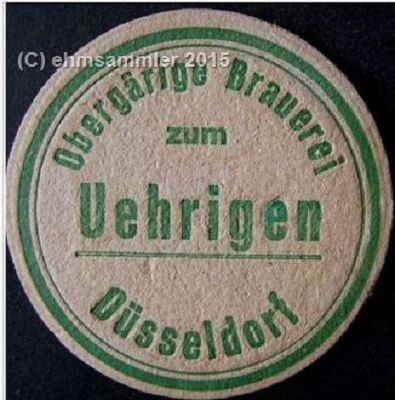 (C) ehmsammler 2015
Obergärige Brauerei
zum
Uehrigen
Düsseldorf